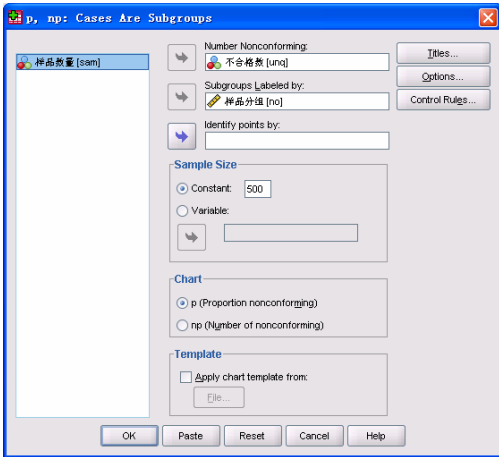 p, np: Cases Are Subgroups
样品数量 [sam]
Number Nonconforming:
不合格数 [unq]
Subgroups Labeled by:
样品分组 [no]
Identify points by:
Titles...
Options...
Control Rules...
Sample Size
Constant: 500
Variable:
Chart
p (Proportion nonconforming)
np (Number of nonconforming)
Template
Apply chart template from:
File...
OK Paste Reset Cancel Help